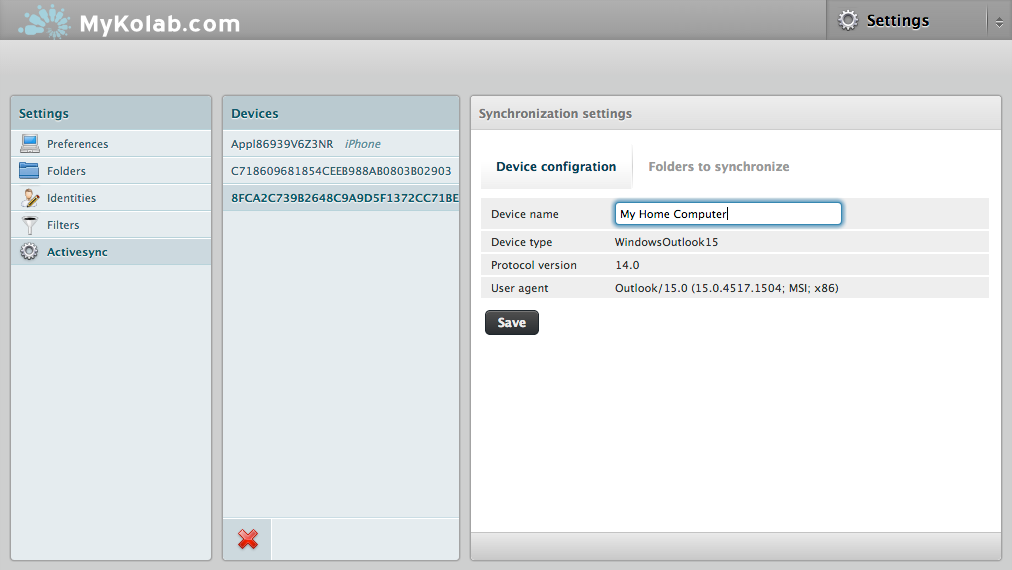 MyKolab.com
Settings
Settings
Preferences
Folders
Identities
Filters
Activesync
Devices
Appl86939V6Z3NR iPhone
C718609681854CEEB988AB0803B02903
8FCA2C739B2648C9A9D5F1372CC71BE
Synchronization settings
Device configration
Folders to synchronize
Device name My Home Computer
Device type WindowsOutlook15
Protocol version 14.0
User agent Outlook/15.0 (15.0.4517.1504; MSI; x86)
Save